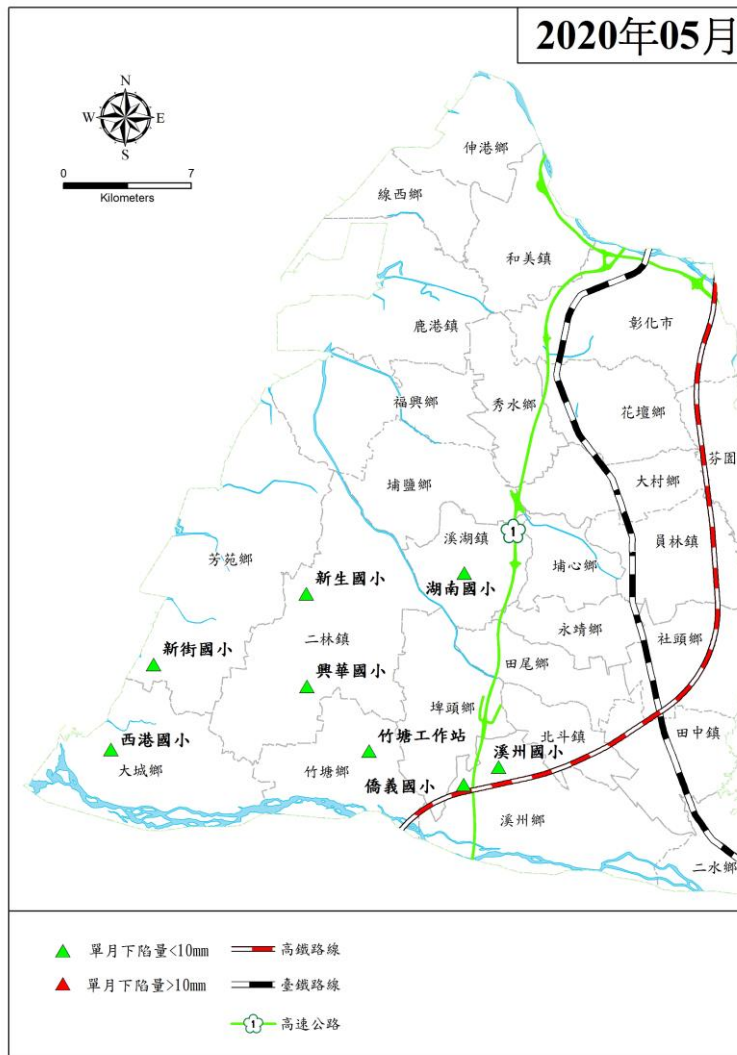 2020年05月
N
W
E
S
0
7
Kilometers
伸港鄉
線西鄉
和美鎮
鹿港鎮
彰化市
福興鄉
秀水鄉
花壇鄉
芬園
埔鹽鄉
大村鄉
溪湖鎮
1
員林鎮
芳苑鄉
埔心鄉
新生國小
湖南國小
永靖鄉
二林鎮
社頭鄉
新街國小
田尾鄉
興華國小
埤頭鄉
北斗鎮
田中鎮
西港國小
竹塘工作站
溪州國小
大城鄉
竹塘鄉
僑義國小
溪州鄉
二水鄉
單月下陷量<10mm
高鐵路線
單月下陷量>10mm
臺鐵路線
1
高速公路